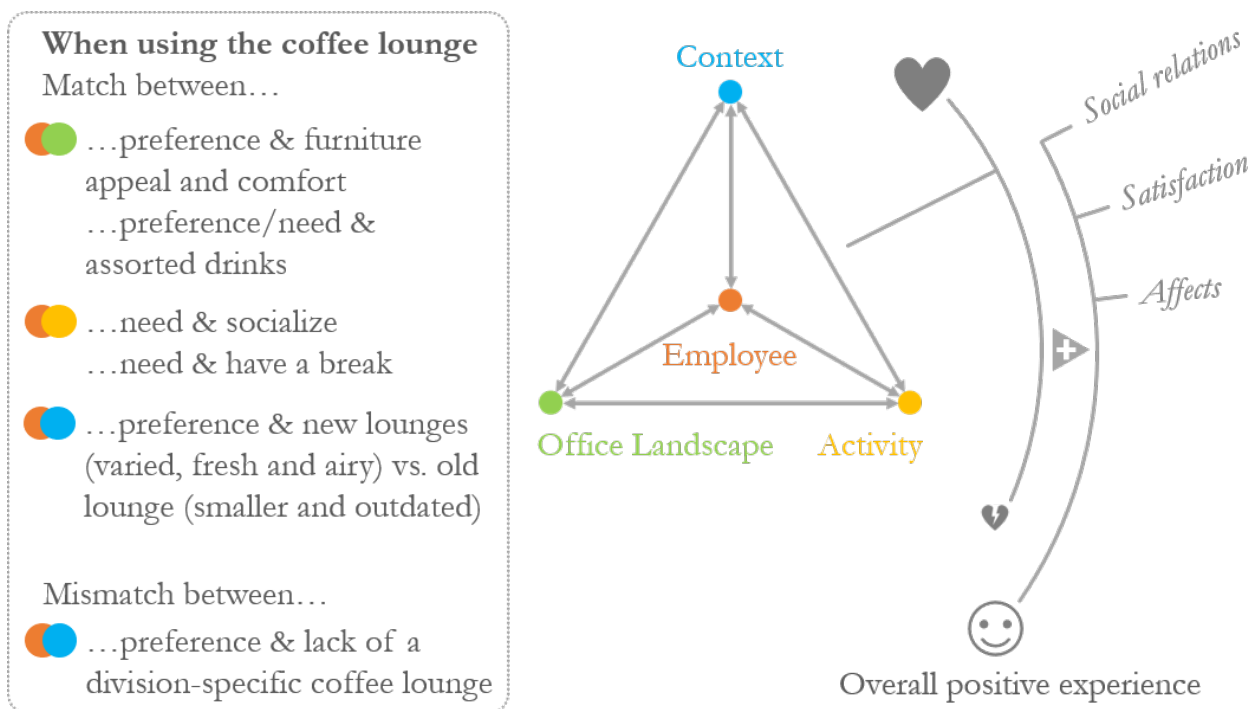 When using the coffee lounge
Match between…
…preference & furniture
appeal and comfort
…preference/need &
assorted drinks
…need & socialize
…need & have a break
…preference & new lounges
(varied, fresh and airy) vs. old
lounge (smaller and outdated)
Mismatch between…
…preference & lack of a
division-specific coffee lounge
Context
Employee
Office Landscape
Activity
Social relations
Satisfaction
Affects
Overall positive experience